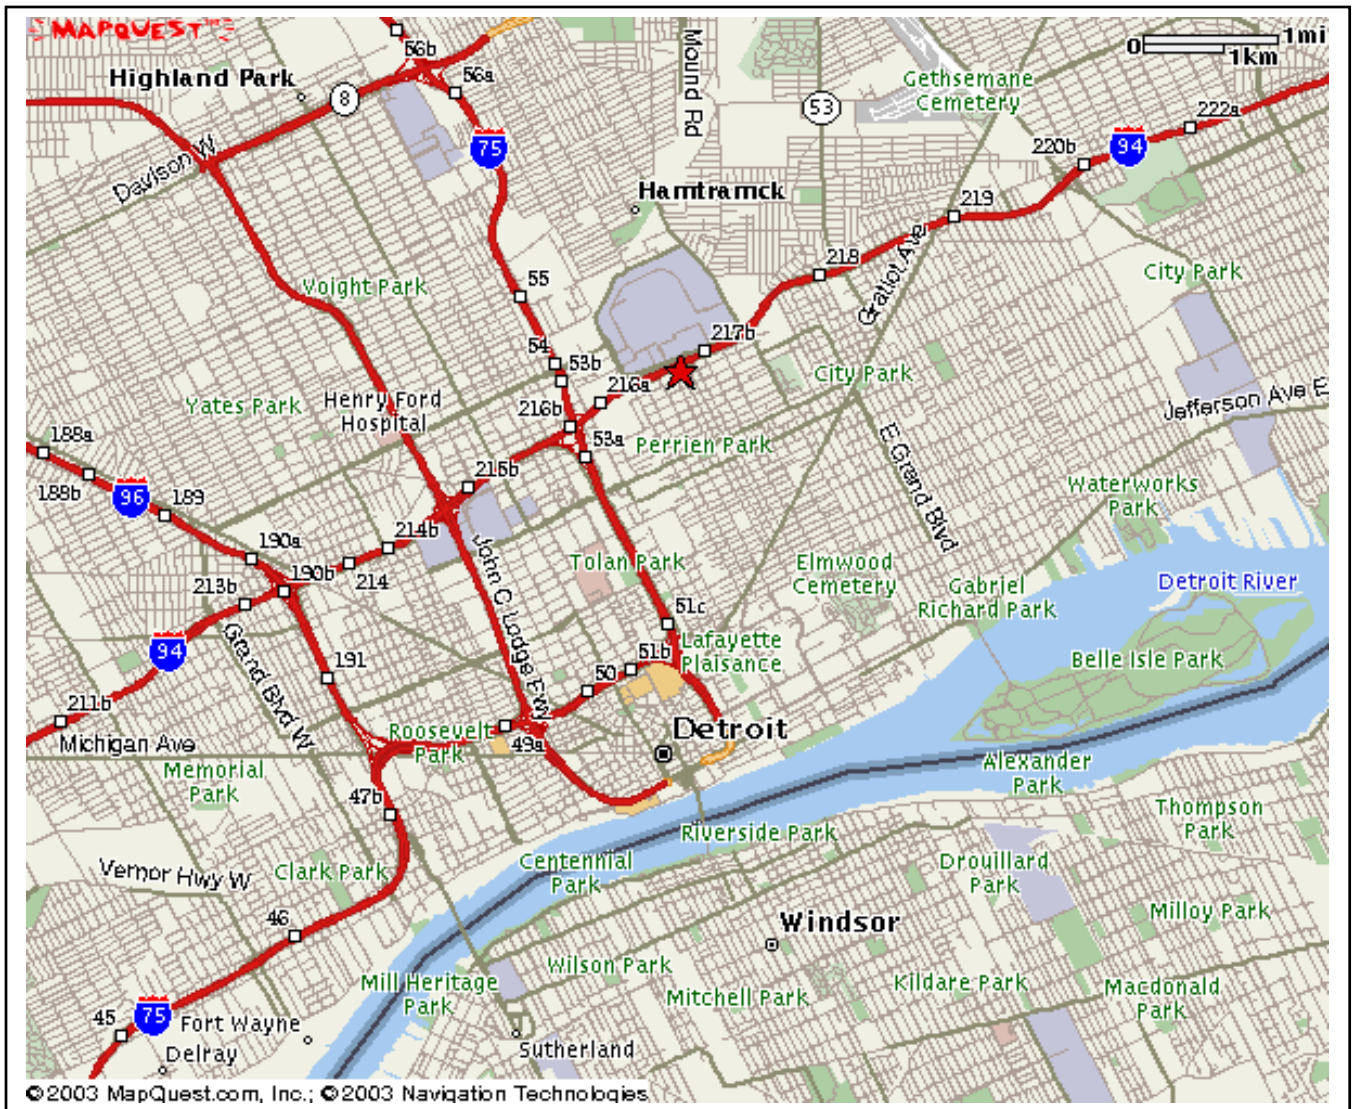 MAPQUEST
0 1mi
1km
56b
Highland Park
56a
8
Mound Rd
53
Gethsemane
Cemetery
222a
75
220b
94
Davison W
Hamtramck
219
218
Gratiot Ave
City Park
Voight Park
55
217b
54
53b
City Park
216a
Yates Park
Henry Ford
Hospital
216b
Jefferson Ave E
188a
53a
Perrien Park
E Grand Blvd
188b
96
189
215b
Waterworks
Park
190a
214b
John C Lodge Fwy
190b
214
Tolan Park
Elmwood
Cemetery
Gabriel
Richard Park
Detroit River
213b
51c
Grand Blvd W
94
191
51b
Lafayette
Plaisance
Belle Isle Park
50
211b
Michigan Ave
Roosevelt
Park
49a
Detroit
Memorial
Park
Alexander
Park
47b
Thompson
Park
Riverside Park
Vernor Hwy W
Clark Park
Centennial
Park
Drouillard
Park
46
Windsor
Milloy Park
Mill Heritage
Park
Wilson Park
Mitchell Park
Kildare Park
Macdonald
Park
45
75
Fort Wayne
Delray
Sutherland
©2003 MapQuest.com, Inc.; ©2003 Navigation Technologies